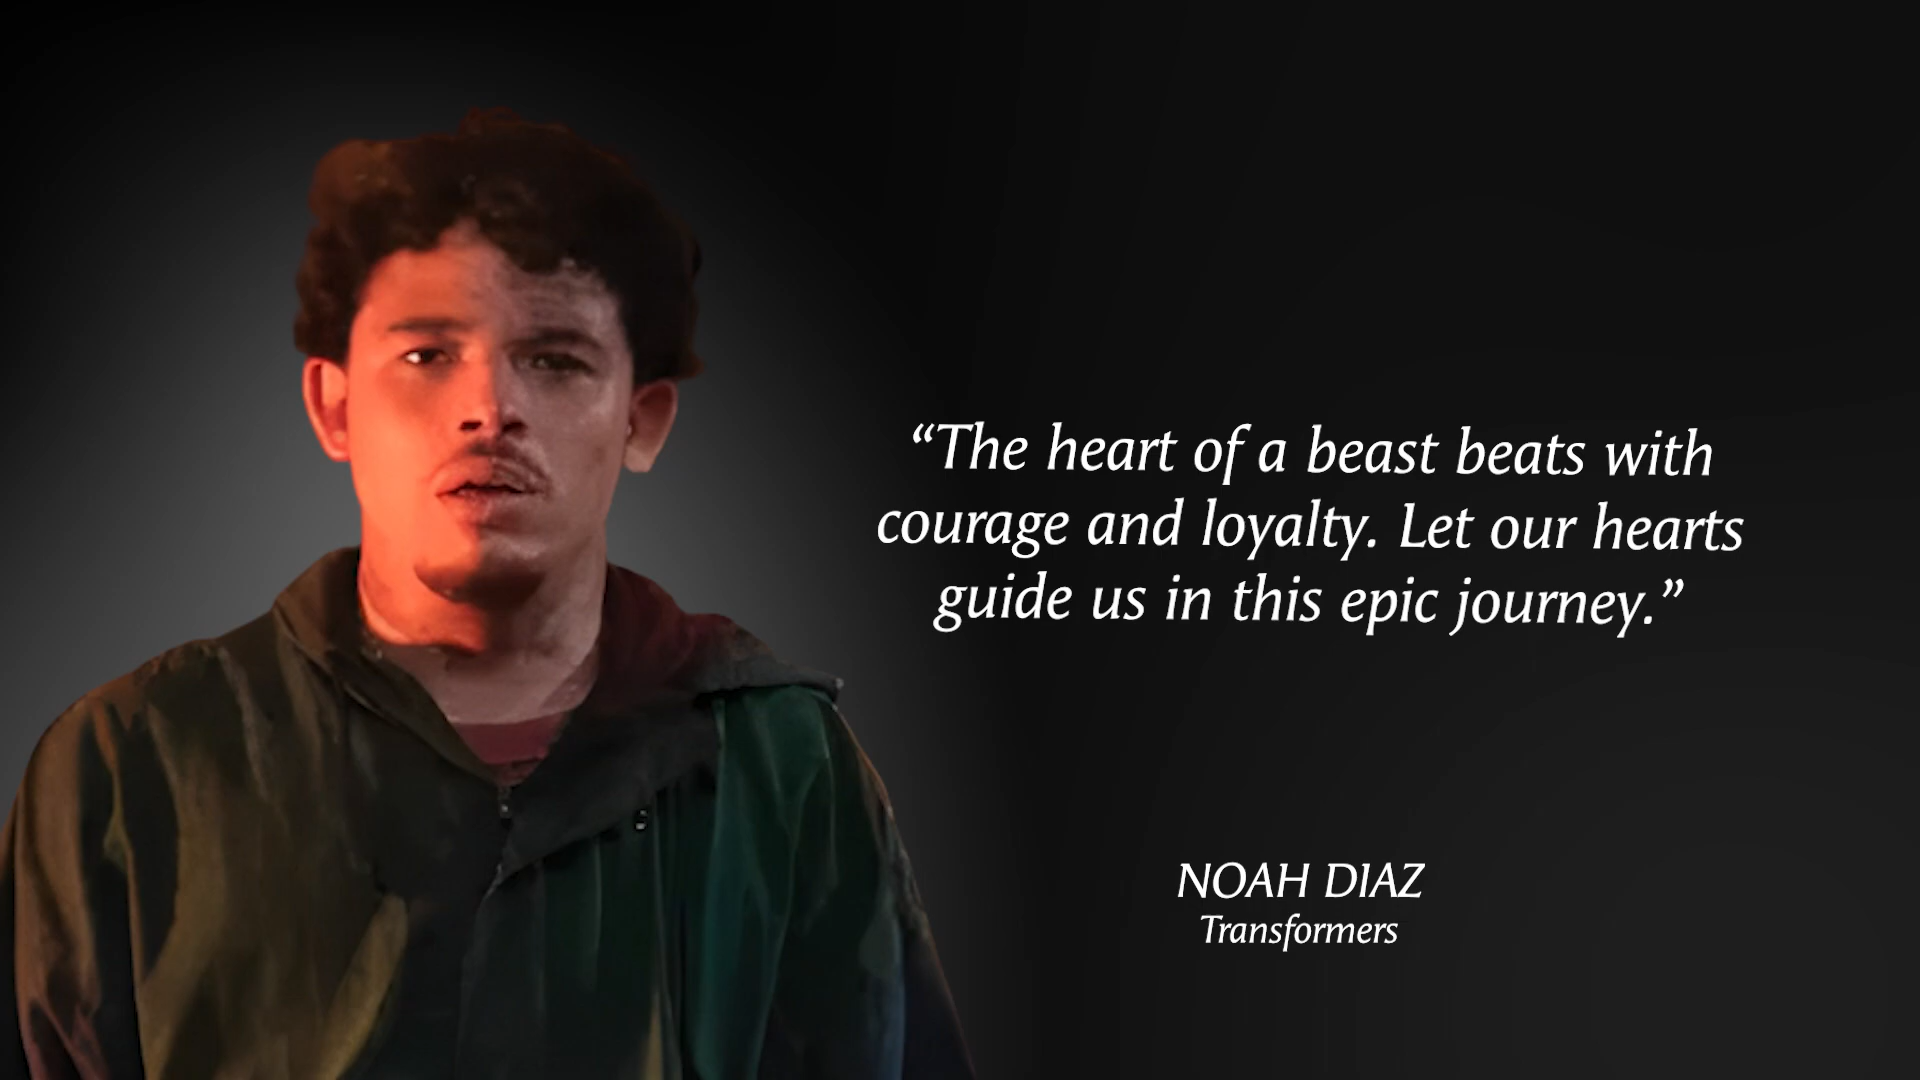 “The heart of a beast beats with
courage and loyalty. Let our hearts
guide us in this epic journey.”
NOAH DIAZ
Transformers